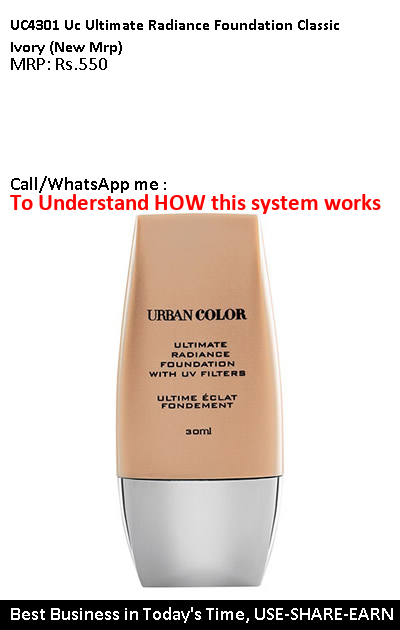 UC4301 Uc Ultimate Radiance Foundation Classic
Ivory (New Mrp)
MRP: Rs.550
Call/WhatsApp me :
To Understand HOW this system works
URBAN COLOR
ULTIMATE
RADIANCE
FOUNDATION
WITH UV FILTERS
ULTIME ÉCLAT
FONDEMENT
30ml
Best Business in Today's Time, USE-SHARE-EARN